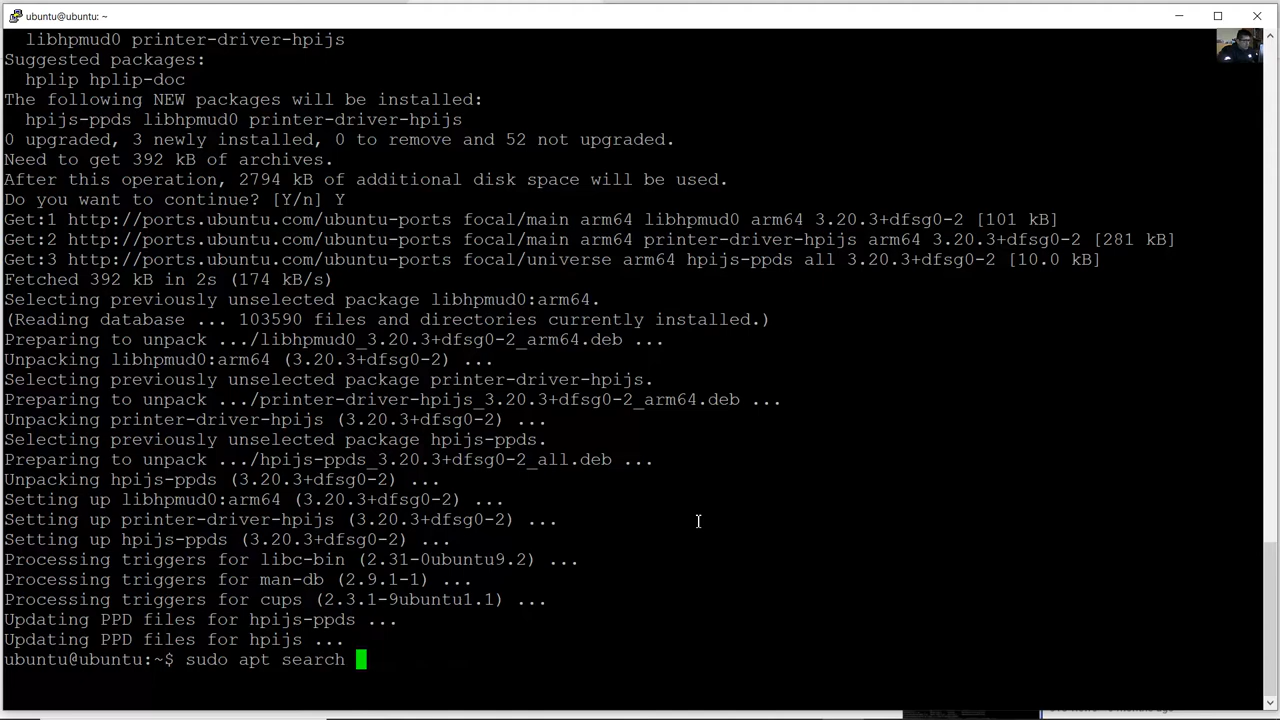 ubuntu@ubuntu: ~
libhpmud0 printer-driver-hpijs
Suggested packages:
hplip hplip-doc
The following NEW packages will be installed:
hpijs-ppds libhpmud0 printer-driver-hpijs
0 upgraded, 3 newly installed, 0 to remove and 52 not upgraded.
Need to get 392 kB of archives.
After this operation, 2794 kB of additional disk space will be used.
Do you want to continue? [Y/n] Y
Get:1 http://ports.ubuntu.com/ubuntu-ports focal/main arm64 libhpmud0 arm64 3.20.3+dfsg0-2 [101 kB]
Get:2 http://ports.ubuntu.com/ubuntu-ports focal/main arm64 printer-driver-hpijs arm64 3.20.3+dfsg0-2 [281 kB]
Get:3 http://ports.ubuntu.com/ubuntu-ports focal/universe arm64 hpijs-ppds all 3.20.3+dfsg0-2 [10.0 kB]
Fetched 392 kB in 2s (174 kB/s)
Selecting previously unselected package libhpmud0:arm64.
(Reading database ... 103590 files and directories currently installed.)
Preparing to unpack .../libhpmud0_3.20.3+dfsg0-2_arm64.deb ...
Unpacking libhpmud0:arm64 (3.20.3+dfsg0-2) ...
Selecting previously unselected package printer-driver-hpijs.
Preparing to unpack .../printer-driver-hpijs_3.20.3+dfsg0-2_arm64.deb ...
Unpacking printer-driver-hpijs (3.20.3+dfsg0-2) ...
Selecting previously unselected package hpijs-ppds.
Preparing to unpack .../hpijs-ppds_3.20.3+dfsg0-2_all.deb ...
Unpacking hpijs-ppds (3.20.3+dfsg0-2) ...
Setting up libhpmud0:arm64 (3.20.3+dfsg0-2) ...
Setting up printer-driver-hpijs (3.20.3+dfsg0-2) ...
Setting up hpijs-ppds (3.20.3+dfsg0-2) ...
Processing triggers for libc-bin (2.31-0ubuntu9.2) ...
Processing triggers for man-db (2.9.1-1) ...
Processing triggers for cups (2.3.1-9ubuntu1.1) ...
Updating PPD files for hpijs-ppds ...
Updating PPD files for hpijs ...
ubuntu@ubuntu:~$ sudo apt search